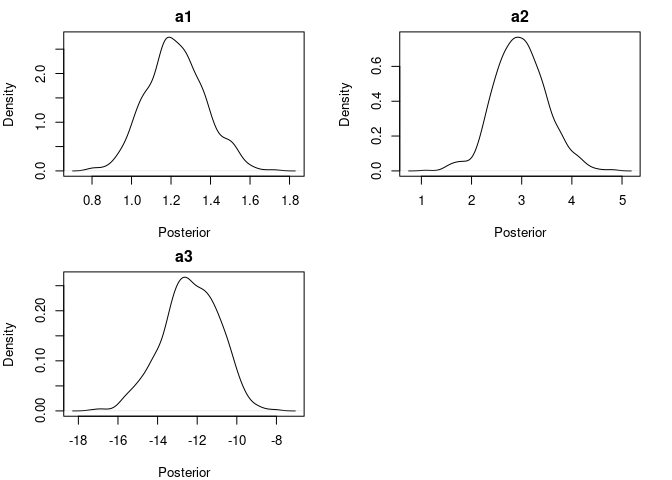 a1
Density
0.0 1.0 2.0
0.8 1.0 1.2 1.4 1.6 1.8
Posterior
a2
Density
0.0 0.2 0.4 0.6
1 2 3 4 5
Posterior
a3
Density
0.00 0.10 0.20
-18 -16 -14 -12 -10 -8
Posterior